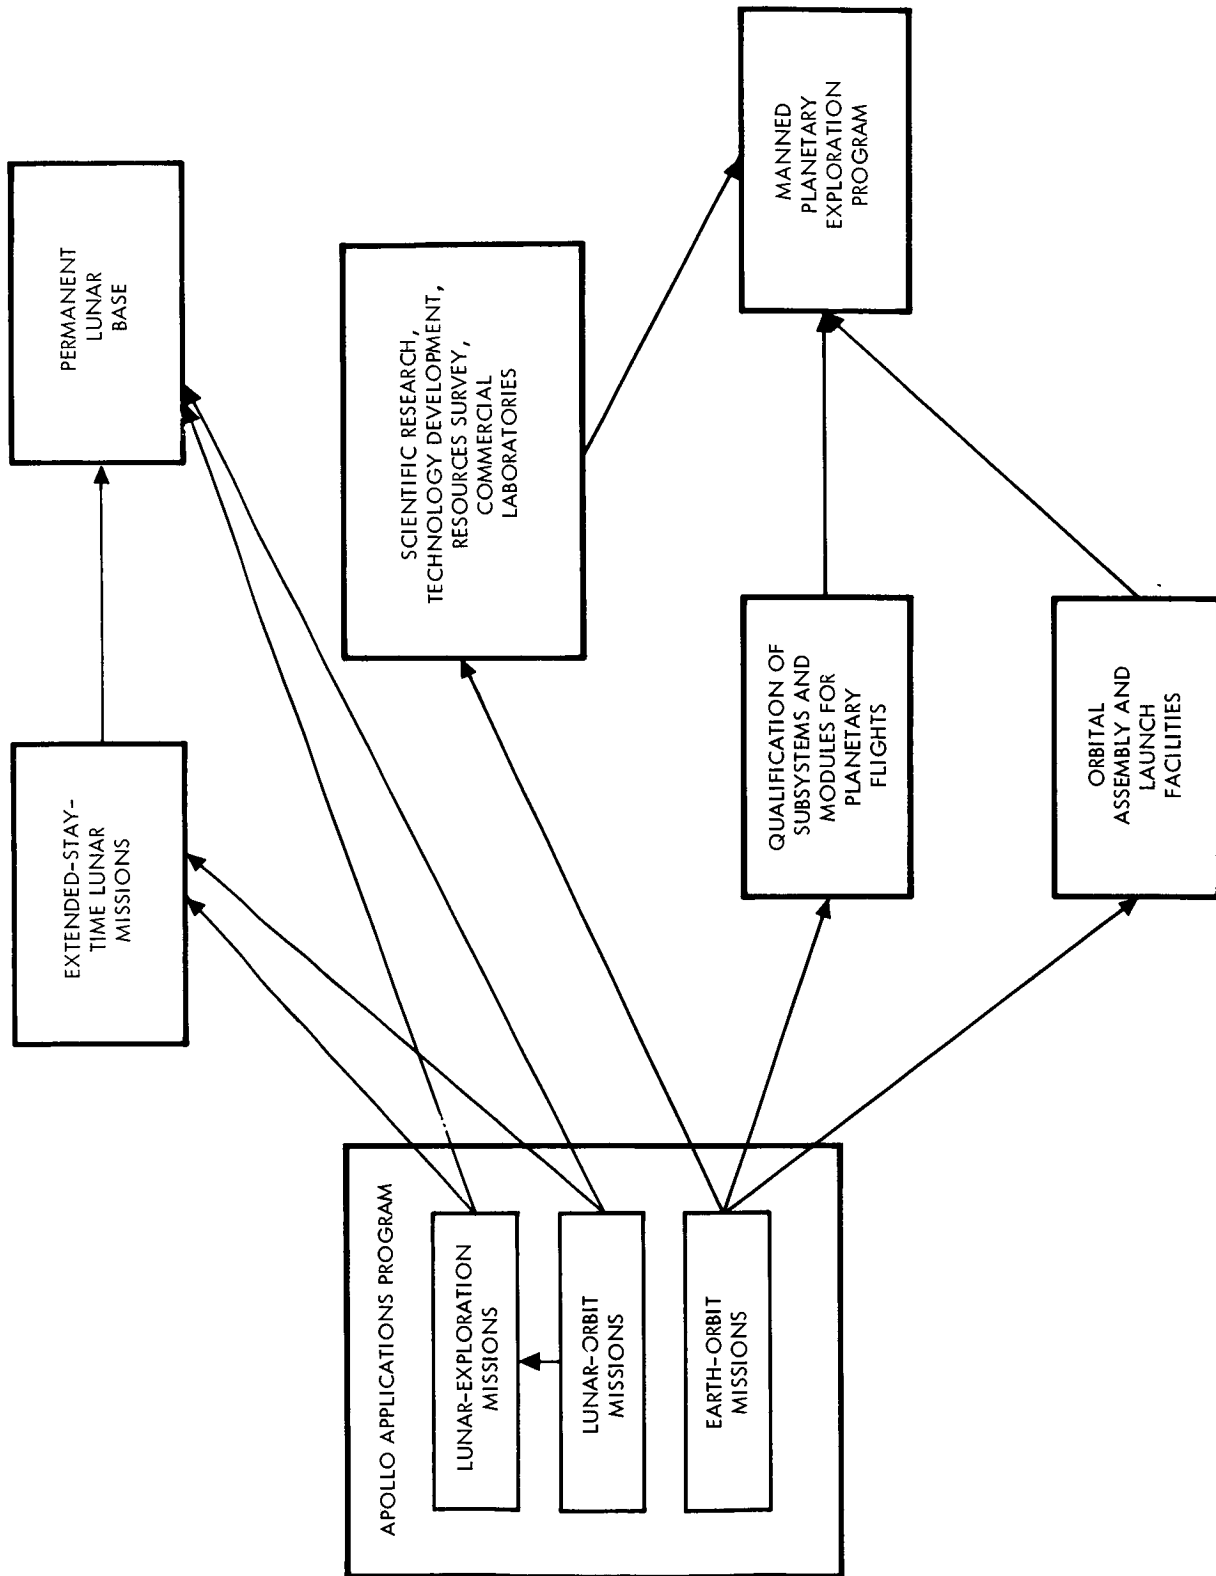 APOLLO APPLICATIONS PROGRAM
LUNAR-EXPLORATION
MISSIONS
LUNAR-ORBIT
MISSIONS
EARTH-ORBIT
MISSIONS
EXTENDED-STAY-
TIME LUNAR
MISSIONS
PERMANENT
LUNAR
BASE
SCIENTIFIC RESEARCH,
TECHNOLOGY DEVELOPMENT,
RESOURCES SURVEY,
COMMERCIAL
LABORATORIES
QUALIFICATION OF
SUBSYSTEMS AND
MODULES FOR
PLANETARY
FLIGHTS
ORBITAL
ASSEMBLY AND
LAUNCH
FACILITIES
MANNED
PLANETARY
EXPLORATION
PROGRAM